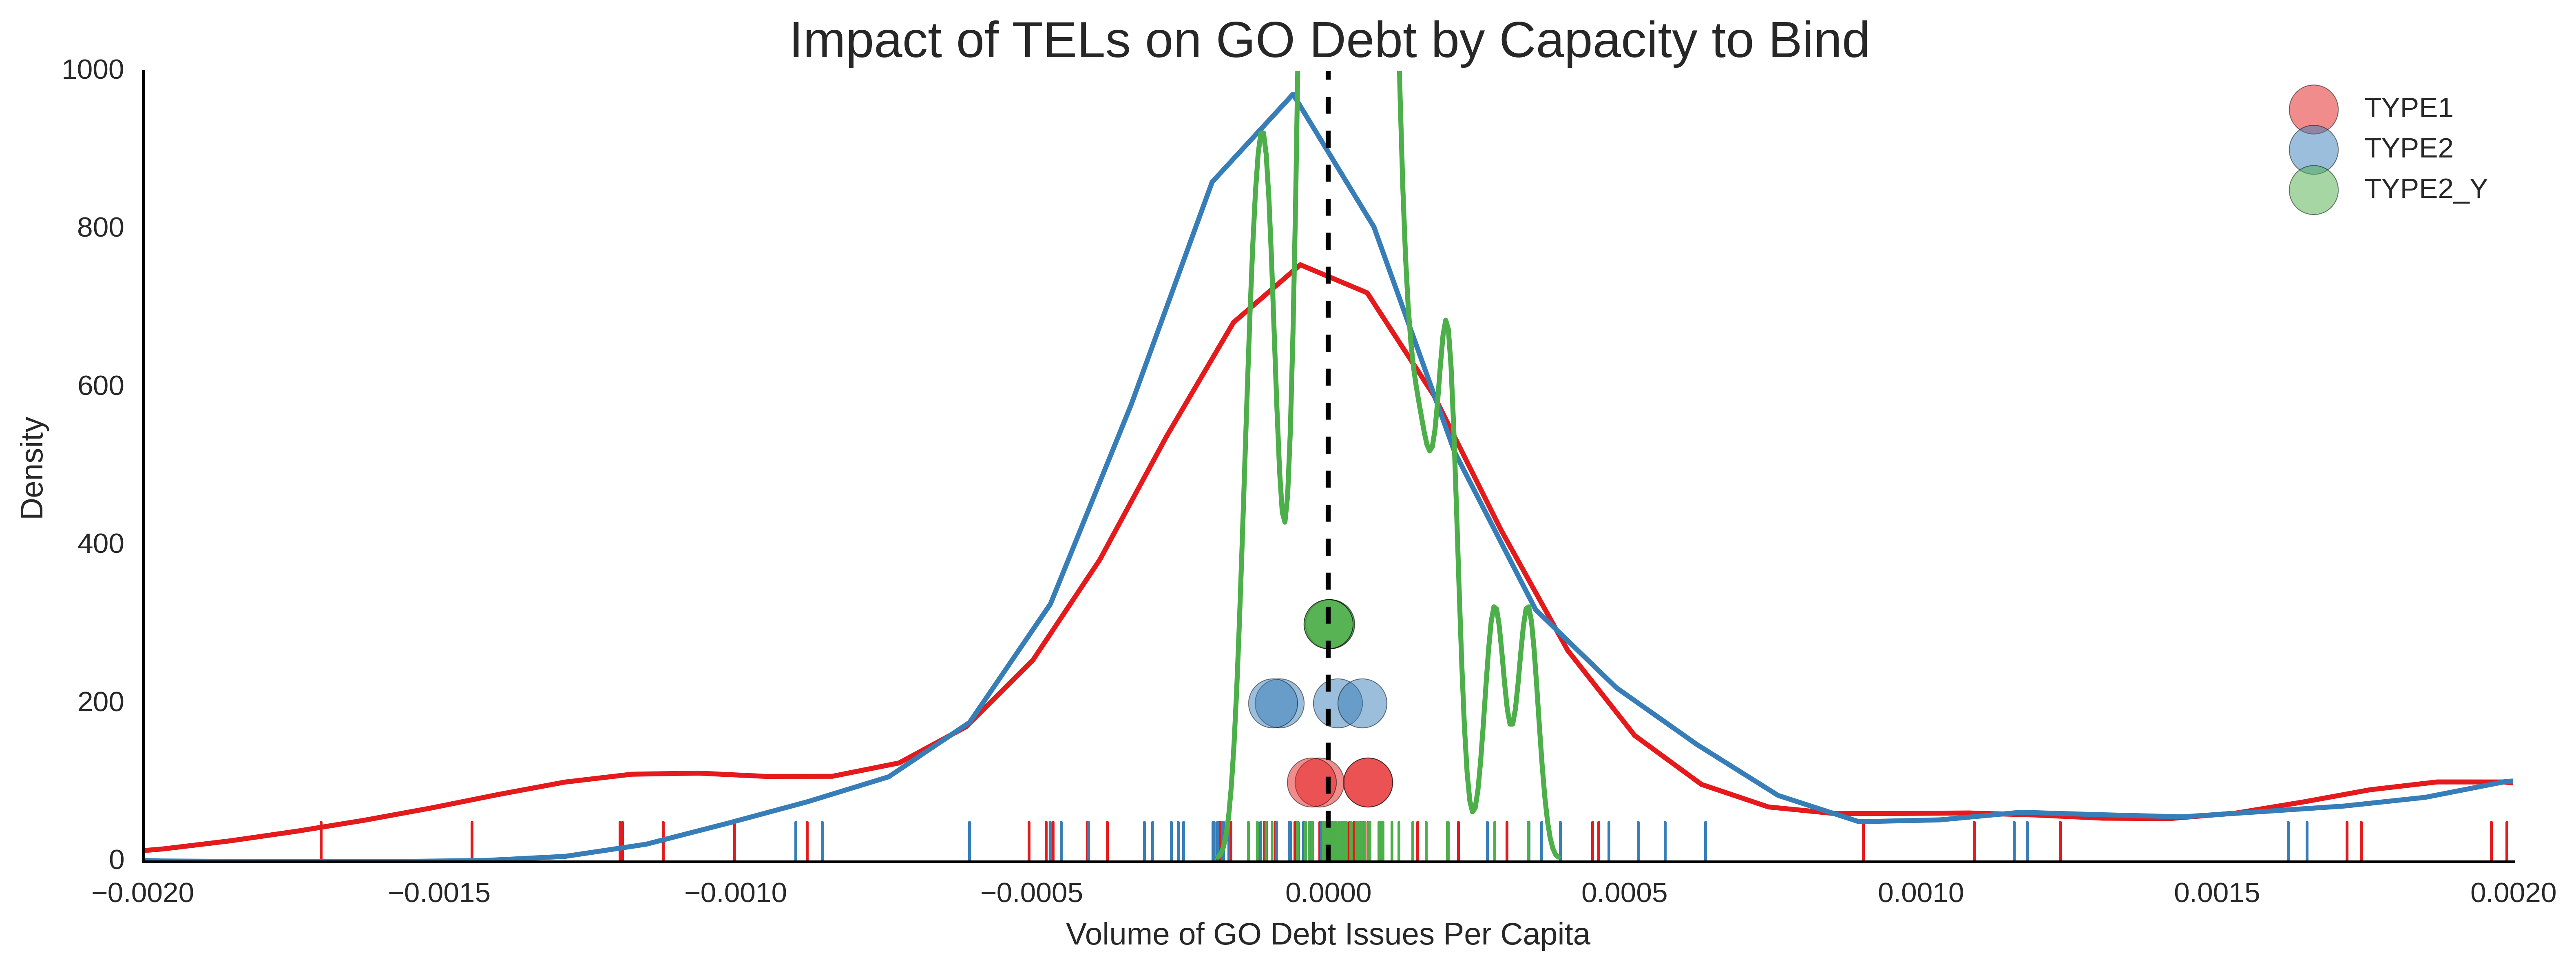 Impact of TELs on GO Debt by Capacity to Bind
1000
800
600
400
200
0
Density
TYPE1
TYPE2
TYPE2_Y
−0.0020 −0.0015 −0.0010 −0.0005 0.0000 0.0005 0.0010 0.0015 0.0020
Volume of GO Debt Issues Per Capita